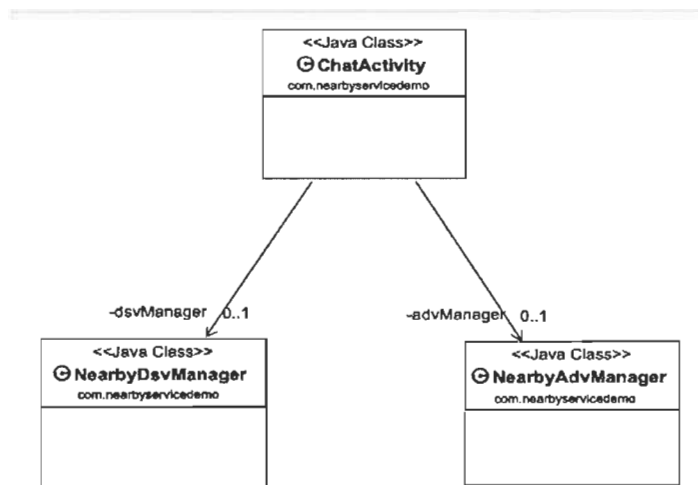 <<Java Class>>
ChatActivity
com.nearbyservicedemo
-dsvManager 0..1
-advManager 0..1
<<Java Class>>
NearbyDsvManager
com.nearbyservicedemo
<<Java Class>>
NearbyAdvManager
com.nearbyservicedemo